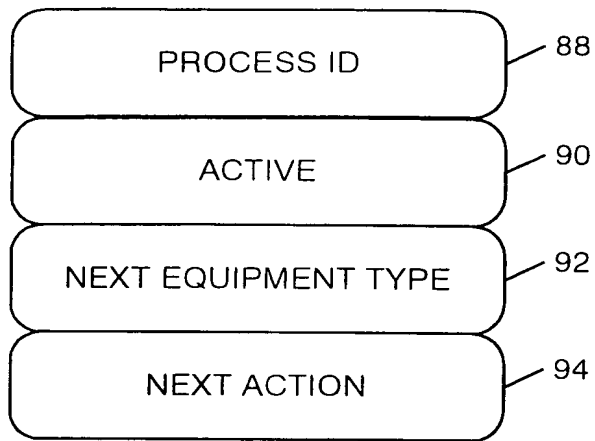 PROCESS ID 88
ACTIVE 90
NEXT EQUIPMENT TYPE 92
NEXT ACTION 94